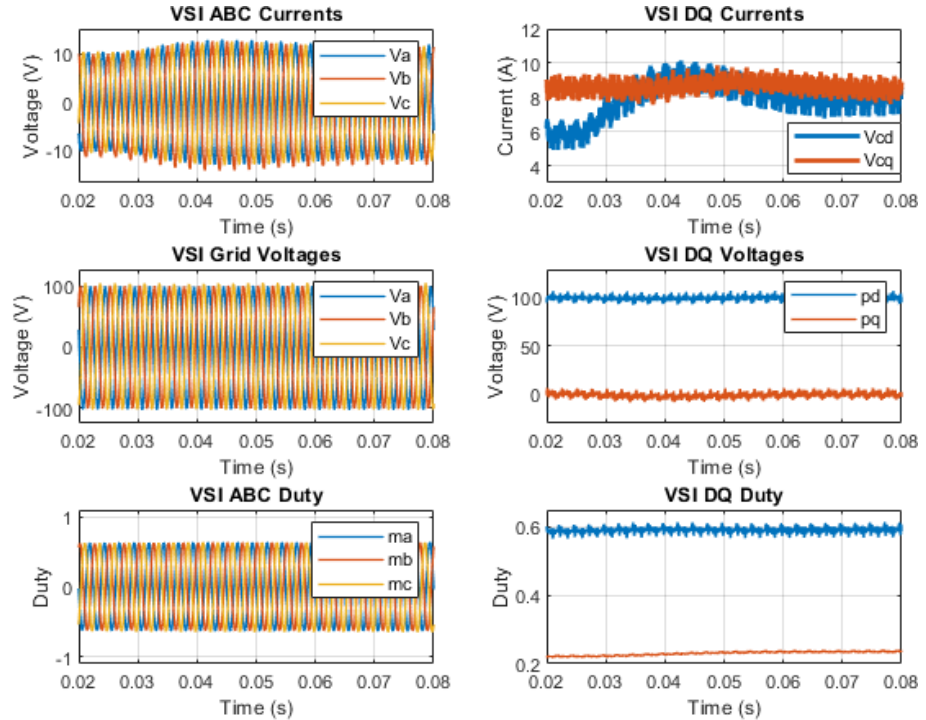 VSI ABC Currents
10
0
-10
Voltage (V)
Va
Vb
Vc
0.02 0.03 0.04 0.05 0.06 0.07 0.08
Time (s)
VSI DQ Currents
12
10
8
6
4
Current (A)
Vcd
Vcq
0.02 0.03 0.04 0.05 0.06 0.07 0.08
Time (s)
VSI Grid Voltages
100
0
-100
Voltage (V)
Va
Vb
Vc
0.02 0.03 0.04 0.05 0.06 0.07 0.08
Time (s)
VSI DQ Voltages
100
50
0
Voltage (V)
pd
pq
0.02 0.03 0.04 0.05 0.06 0.07 0.08
Time (s)
VSI ABC Duty
1
0
-1
Duty
ma
mb
mc
0.02 0.03 0.04 0.05 0.06 0.07 0.08
Time (s)
VSI DQ Duty
0.6
0.4
0.2
Duty
0.02 0.03 0.04 0.05 0.06 0.07 0.08
Time (s)